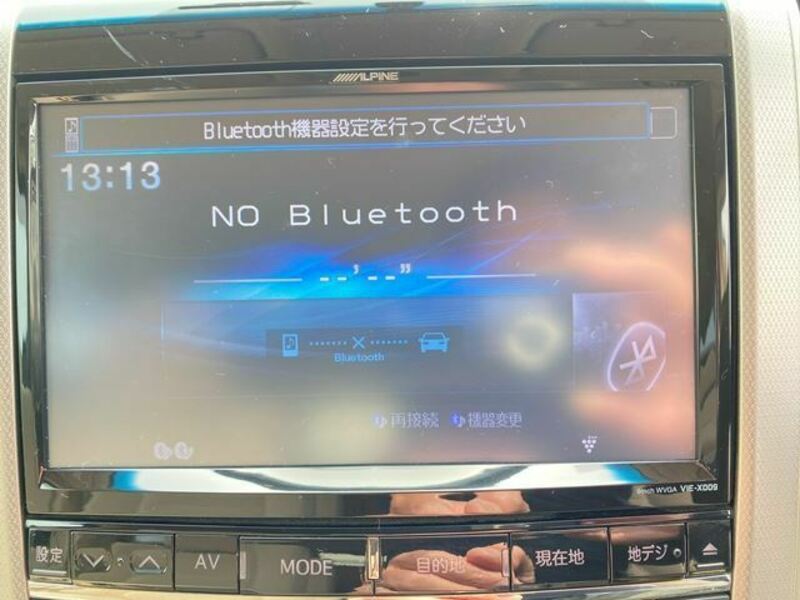 ALPINE
Bluetooth機器設定を行ってください
13:13
NO Bluetooth
--'--"
Bluetooth
再接続 機器変更
9inch WVGA VIE-X009
設定 AV MODE 目的地 現在地 地デジ